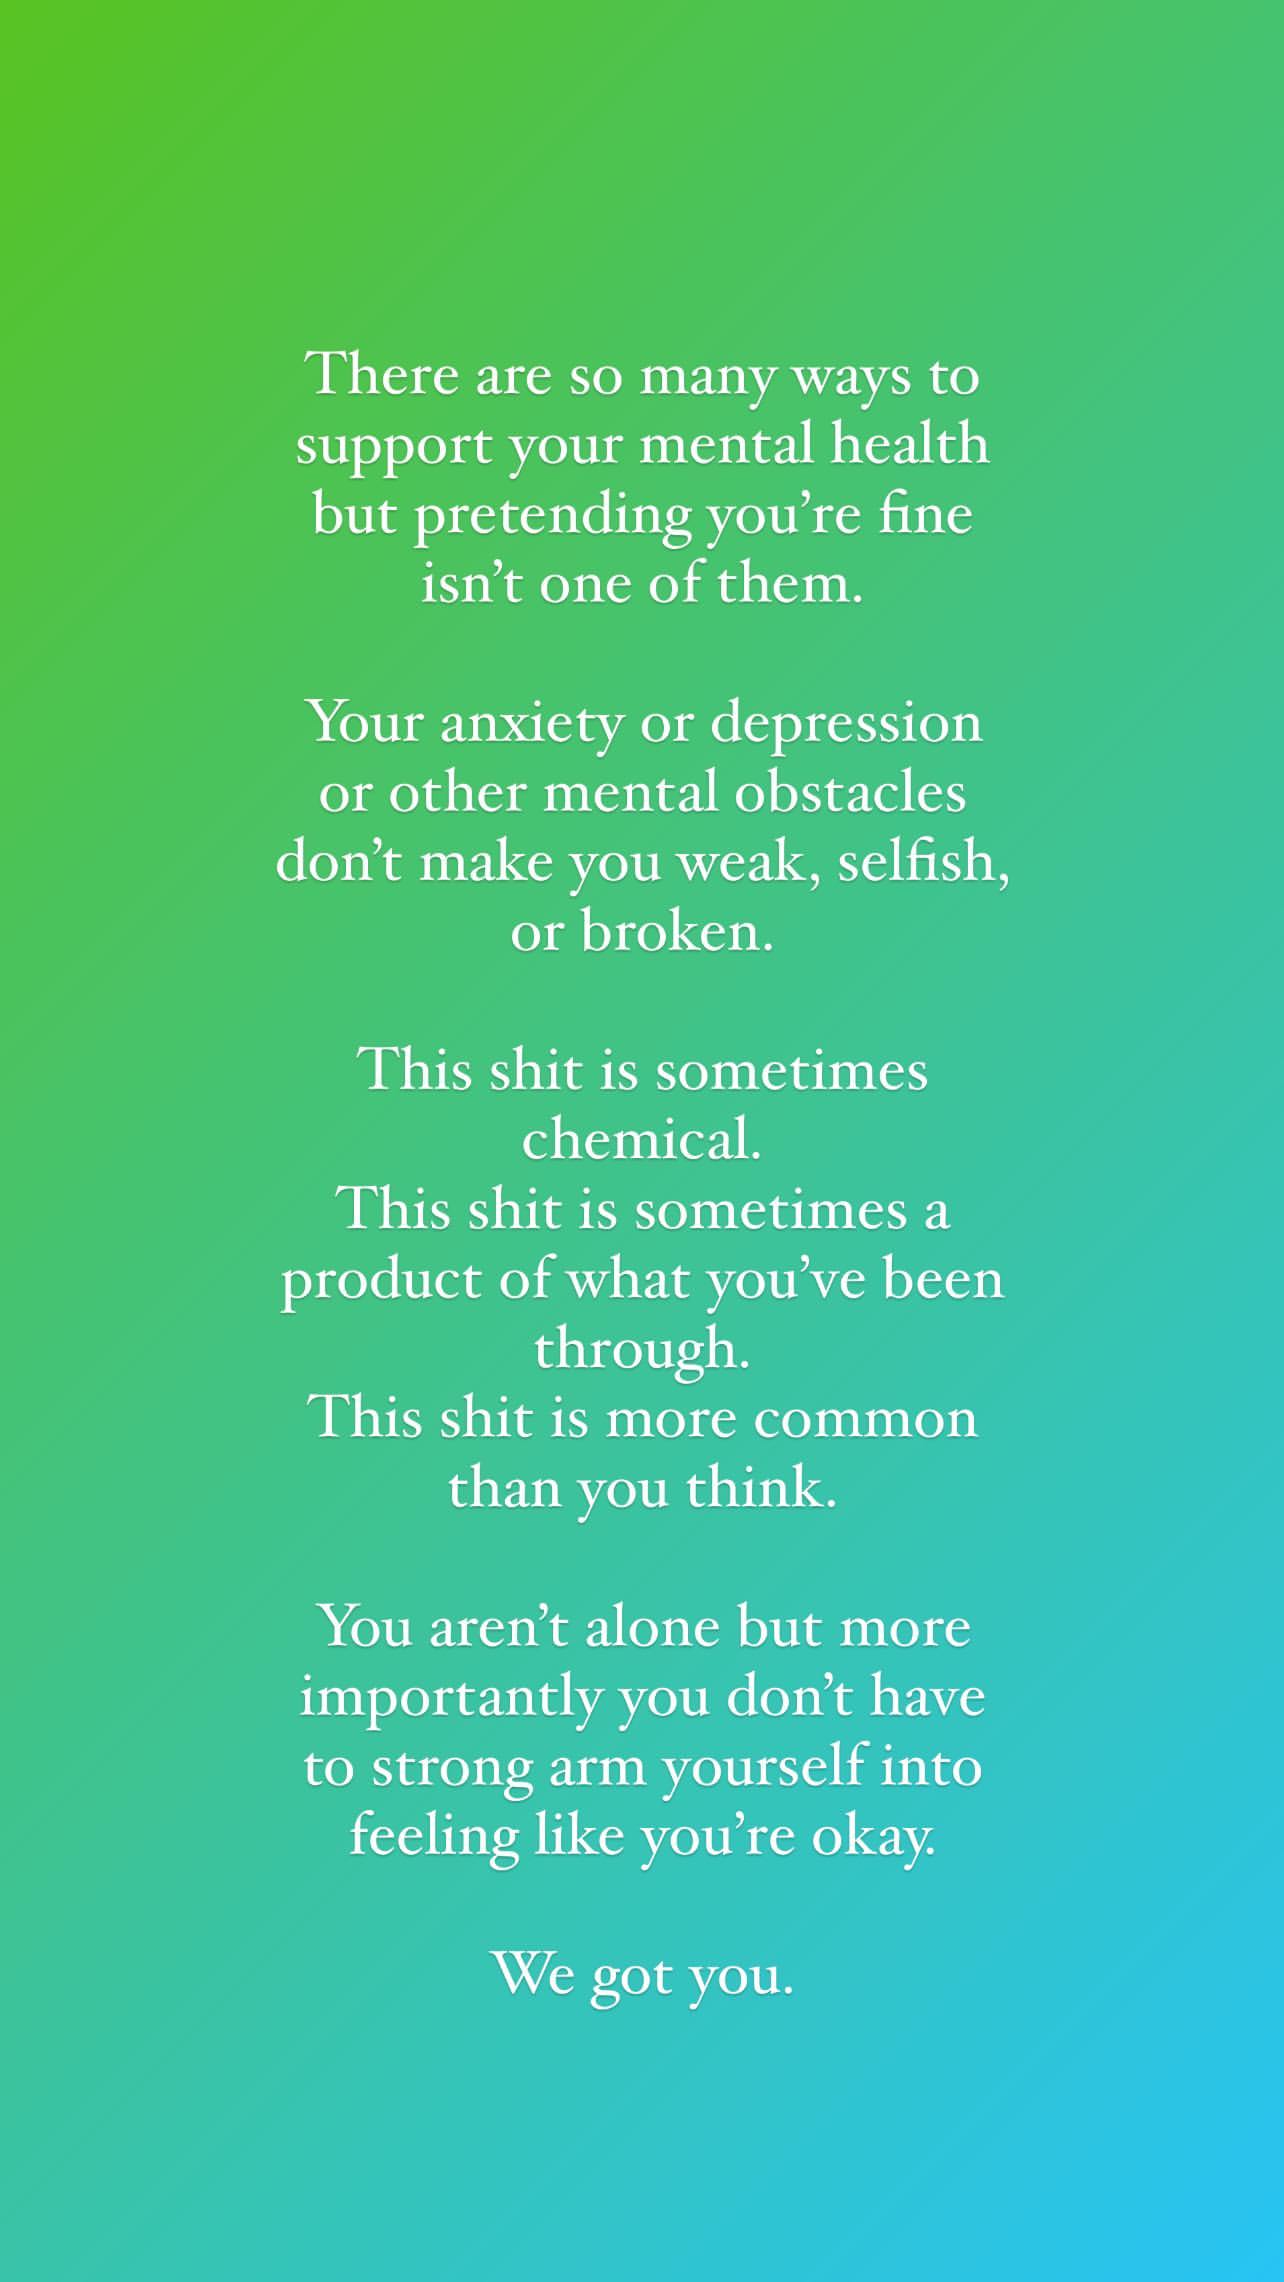 There are so many ways to
support your mental health
but pretending you’re fine
isn’t one of them.
Your anxiety or depression
or other mental obstacles
don’t make you weak, selfish,
or broken.
This shit is sometimes
chemical.
This shit is sometimes a
product of what you’ve been
through.
This shit is more common
than you think.
You aren’t alone but more
importantly you don’t have
to strong arm yourself into
feeling like you’re okay.
We got you.